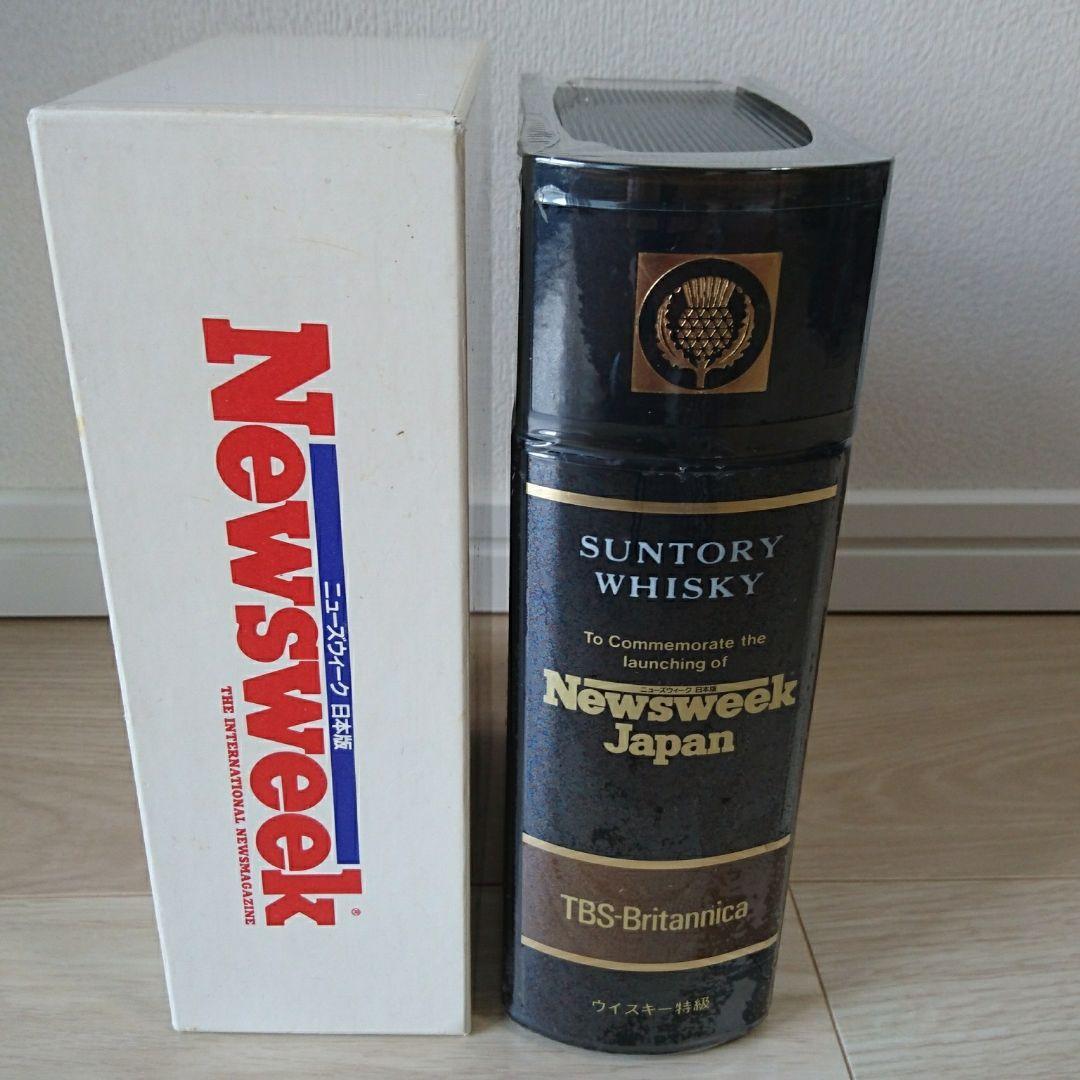 Newsweek
ニューズウィーク 日本版
THE INTERNATIONAL NEWSMAGAZINE
®
SUNTORY
WHISKY
To Commemorate the
launching of
ニューズウィーク 日本版
Newsweek
Japan
TBS-Britannica
ウイスキー特級